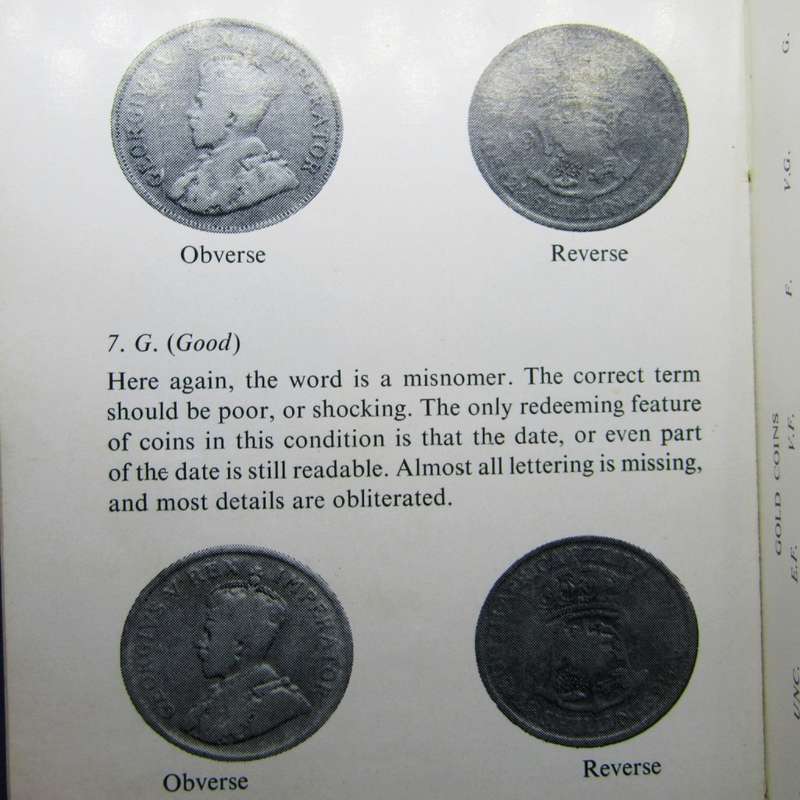 GEORGIVS V REX IMPERATOR
Obverse
Reverse
7. G. (Good)
Here again, the word is a misnomer. The correct term
should be poor, or shocking. The only redeeming feature
of coins in this condition is that the date, or even part
of the date is still readable. Almost all lettering is missing,
and most details are obliterated.
GEORGIVS V REX IMPERATOR
Obverse
Reverse
GOLD COINS
UNC. E.F. V.F. F. V.G. G.